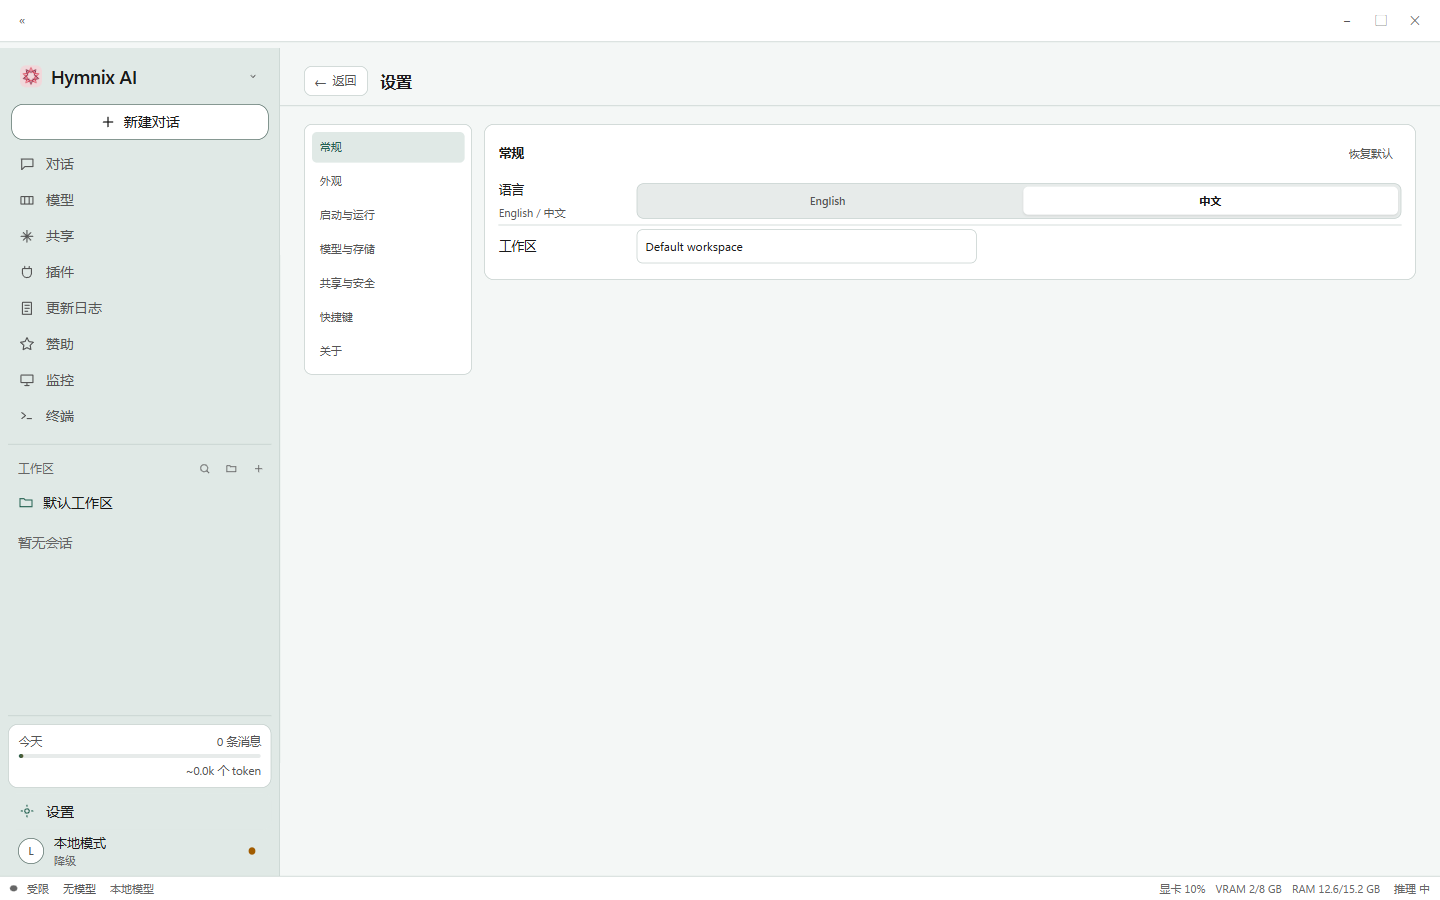 «
Hymnix AI
新建对话
对话
模型
共享
插件
更新日志
赞助
监控
终端
工作区
默认工作区
暂无会话
今天 0 条消息
~0.0k 个 token
设置
L 本地模式
降级
← 返回 设置
常规
外观
启动与运行
模型与存储
共享与安全
快捷键
关于
常规 恢复默认
语言
English / 中文
English 中文
工作区 Default workspace
受限 无模型 本地模型 显卡 10% VRAM 2/8 GB RAM 12.6/15.2 GB 推理 中